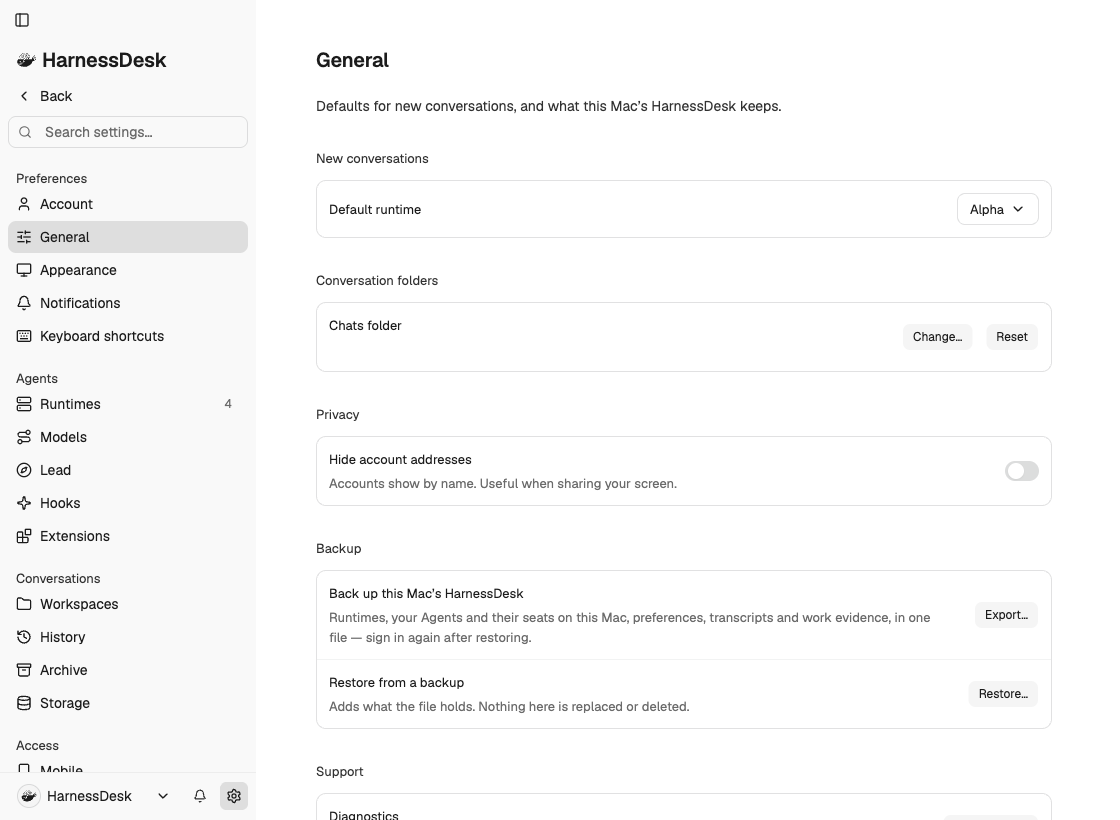 HarnessDesk
Back
Search settings…
Preferences
Account
General
Appearance
Notifications
Keyboard shortcuts
Agents
Runtimes 4
Models
Lead
Hooks
Extensions
Conversations
Workspaces
History
Archive
Storage
Access
Mobile
HarnessDesk
General
Defaults for new conversations, and what this Mac’s HarnessDesk keeps.
New conversations
Default runtime
Alpha
Conversation folders
Chats folder
Change…
Reset
Privacy
Hide account addresses
Accounts show by name. Useful when sharing your screen.
Backup
Back up this Mac’s HarnessDesk
Runtimes, your Agents and their seats on this Mac, preferences, transcripts and work evidence, in one
file — sign in again after restoring.
Export…
Restore from a backup
Adds what the file holds. Nothing here is replaced or deleted.
Restore…
Support
Diagnostics